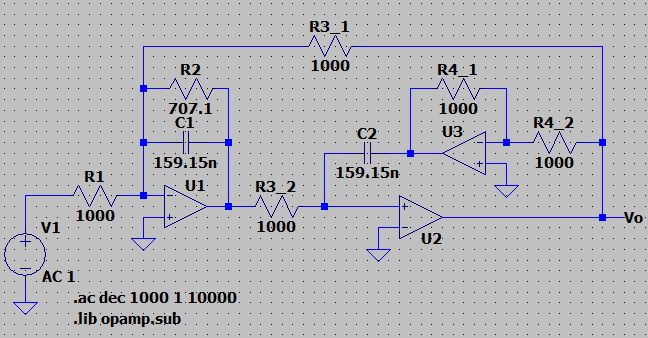 R3_1
1000
R2
707.1
C1
159.15n
R4_1
1000
U3
R4_2
1000
C2
159.15n
R1
1000
U1
R3_2
1000
U2
Vo
V1
AC 1
.ac dec 1000 1 10000
.lib opamp.sub